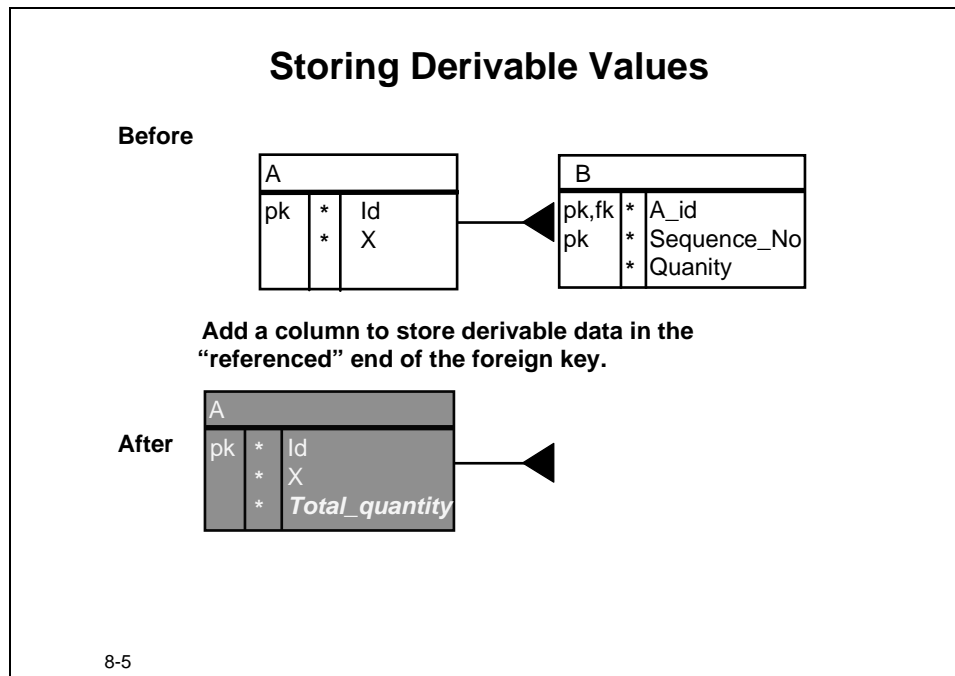 Storing Derivable Values
Before
A
pk * Id
* X
B
pk,fk * A_id
pk * Sequence_No
* Quanity
Add a column to store derivable data in the
“referenced” end of the foreign key.
After
A
pk * Id
* X
* Total_quantity
8-5